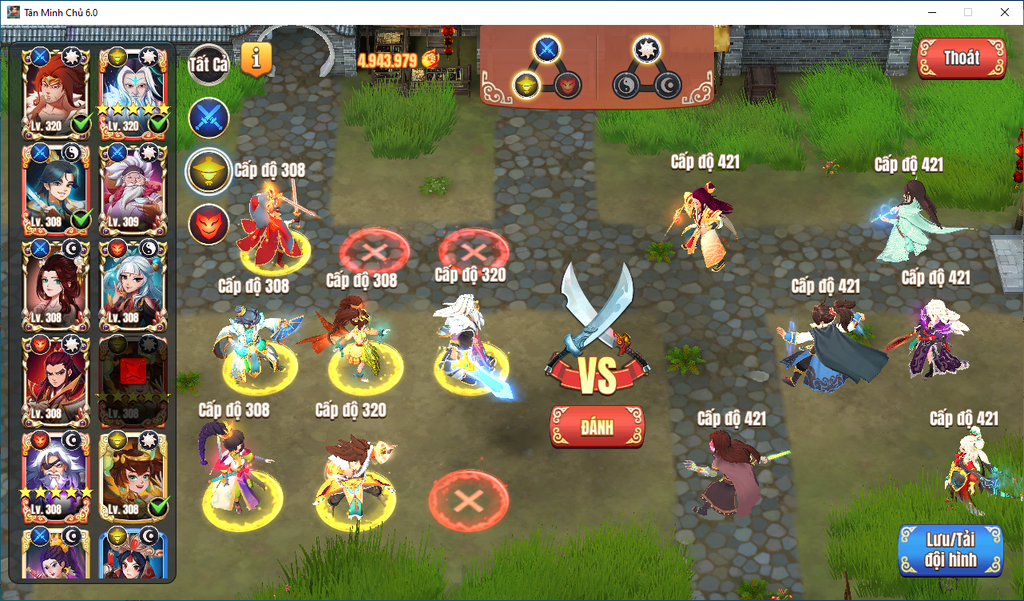 Tân Minh Chủ 6.0
Tất Cả
i
4.943.979
Thoát
Lv. 320
Lv. 320
Lv. 308
Lv. 309
Lv. 308
Lv. 308
Lv. 308
Lv. 308
Lv. 308
Lv. 308
Cấp độ 308
Cấp độ 421
Cấp độ 421
Cấp độ 308
Cấp độ 308
Cấp độ 320
Cấp độ 421
Cấp độ 421
VS
Cấp độ 308
Cấp độ 320
ĐÁNH
Cấp độ 421
Cấp độ 421
Lưu/Tải
đội hình